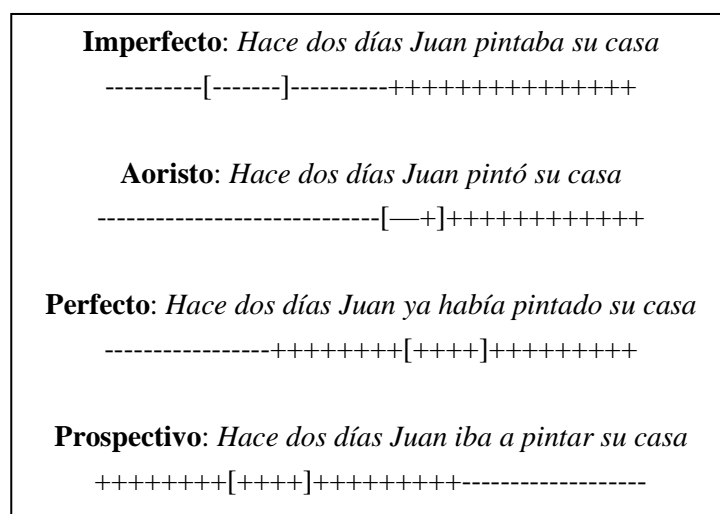 Imperfecto: Hace dos días Juan pintaba su casa
----------[-------]----------+++++++++++++++
Aoristo: Hace dos días Juan pintó su casa
-----------------------------[—+]++++++++++++
Perfecto: Hace dos días Juan ya había pintado su casa
-----------------++++++++[++++]+++++++++
Prospectivo: Hace dos días Juan iba a pintar su casa
++++++++[++++]+++++++++-------------------